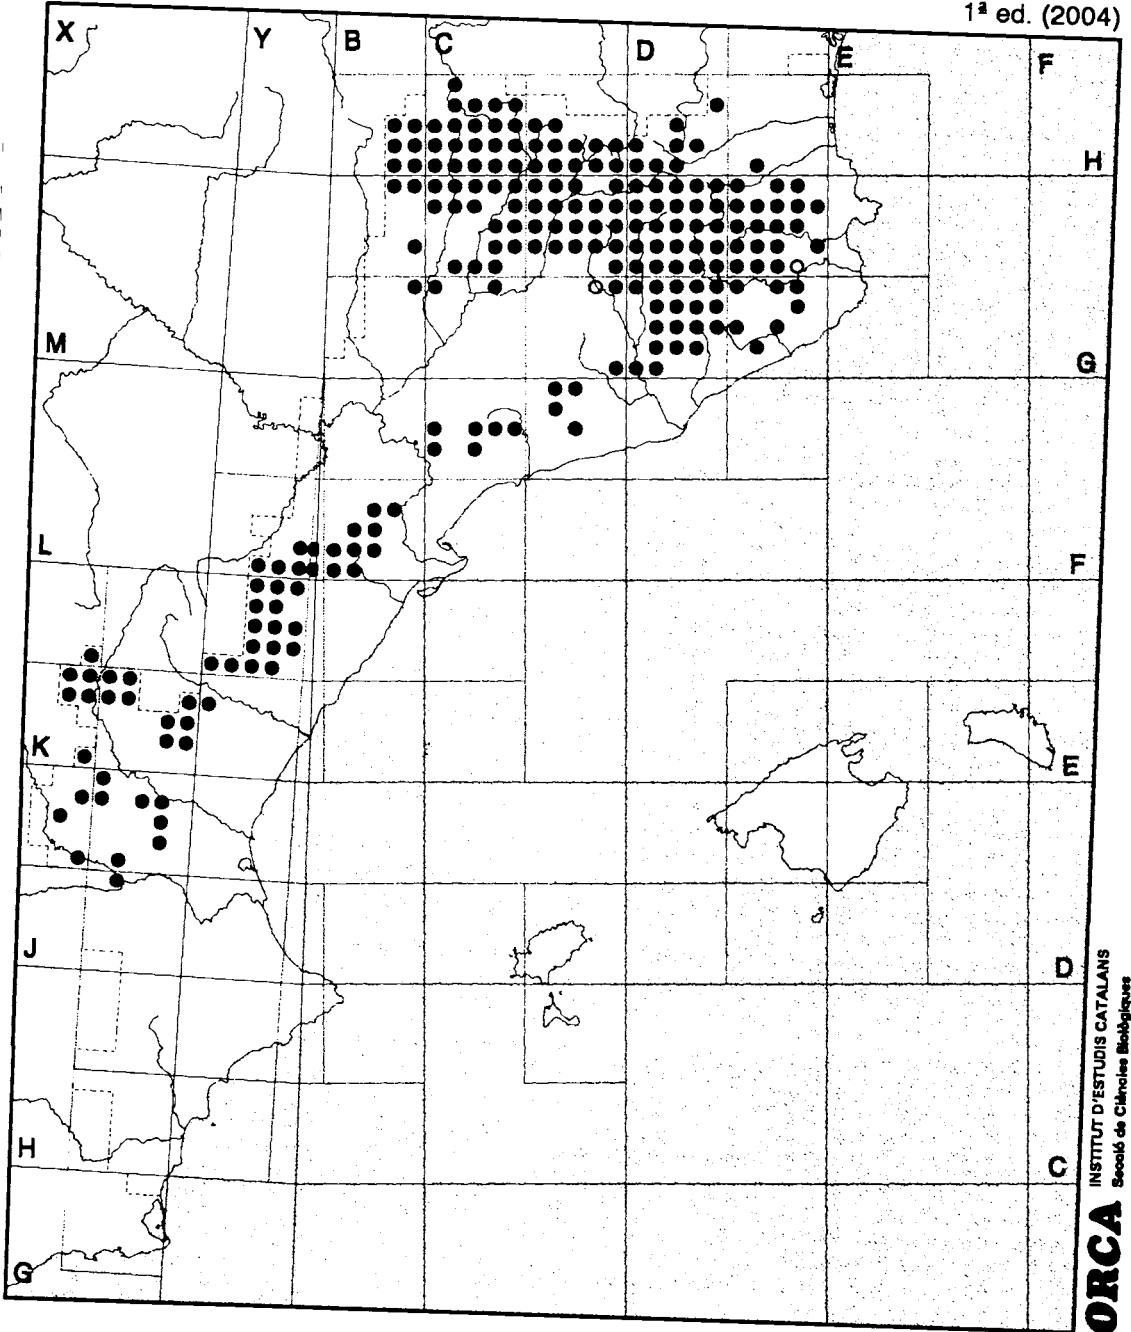 1ª ed. (2004)
X Y B C D E F
H
M G
L F
K E
J D
H C
G
ORCA
INSTITUT D'ESTUDIS CATALANS
Secció de Ciències Biològiques